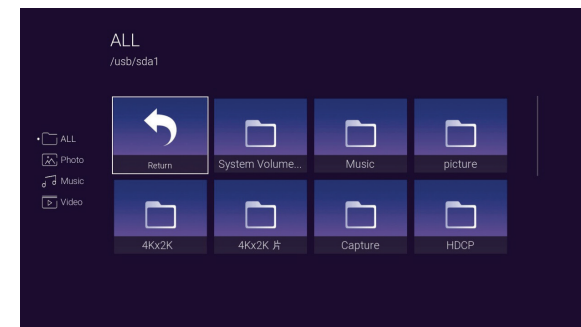 ALL
/usb/sda1
ALL
Photo
Music
Video
Return
System Volume...
Music
picture
4Kx2K
4Kx2K 片
Capture
HDCP